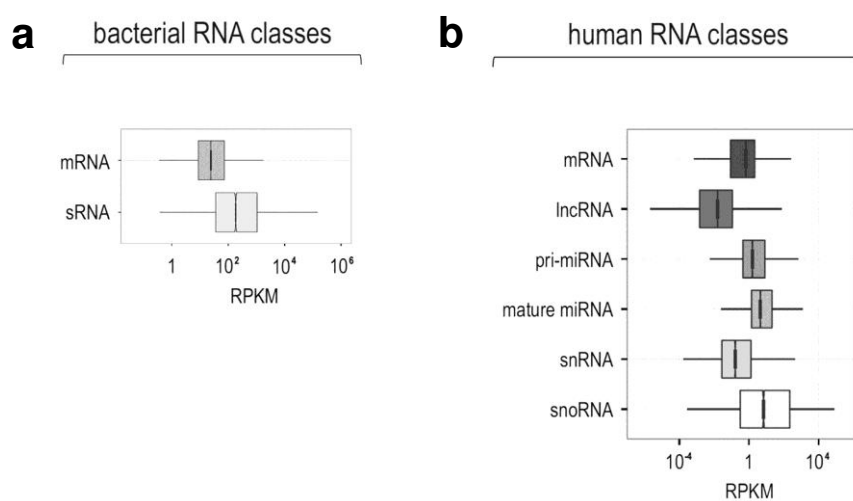 a
bacterial RNA classes
mRNA
sRNA
1 10² 10⁴ 10⁶
RPKM
b
human RNA classes
mRNA
lncRNA
pri-miRNA
mature miRNA
snRNA
snoRNA
10⁻⁴ 1 10⁴
RPKM